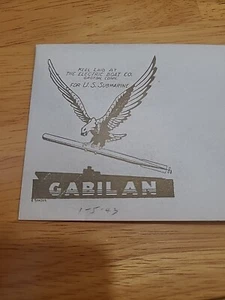 KEEL LAID AT
THE ELECTRIC BOAT CO.
GROTON CONN.
FOR U.S. SUBMARINE
GABILAN
1-5-43